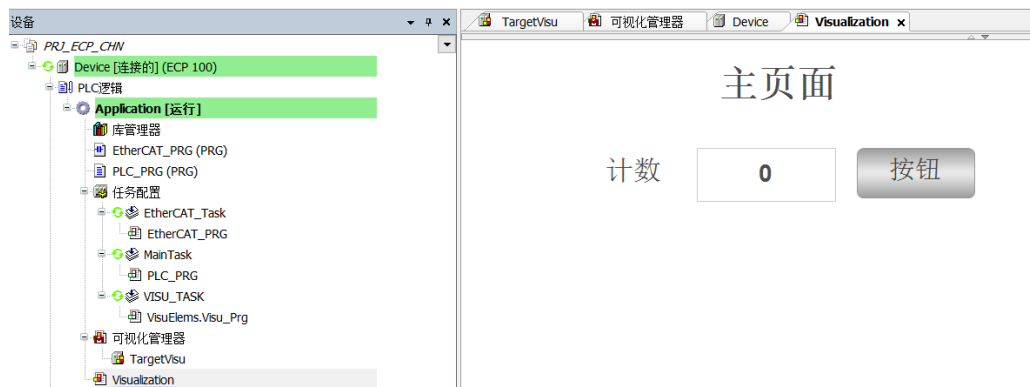 设备
PRJ_ECP_CHN
Device [连接的] (ECP 100)
PLC逻辑
Application [运行]
库管理器
EtherCAT_PRG (PRG)
PLC_PRG (PRG)
任务配置
EtherCAT_Task
EtherCAT_PRG
MainTask
PLC_PRG
VISU_TASK
VisuElems.Visu_Prg
可视化管理器
TargetVisu
Visualization
TargetVisu 可视化管理器 Device Visualization
主页面
计数 0 按钮